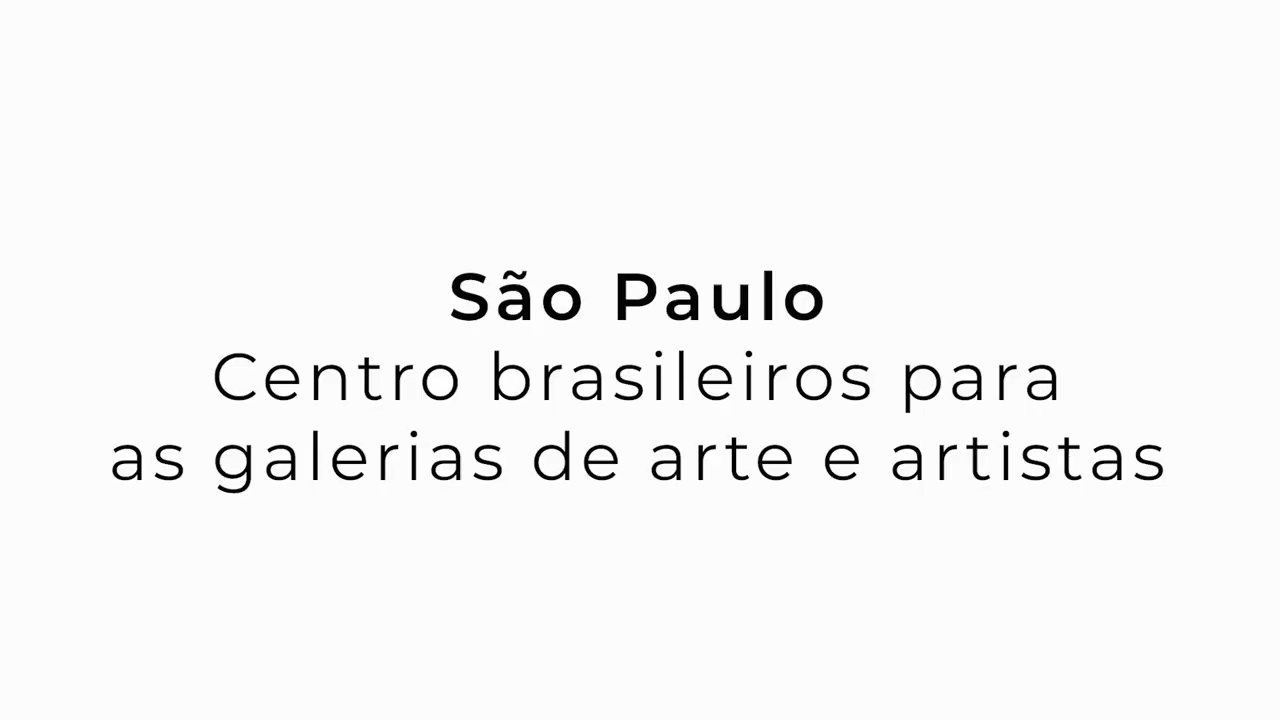 São Paulo
Centro brasileiros para
as galerias de arte e artistas